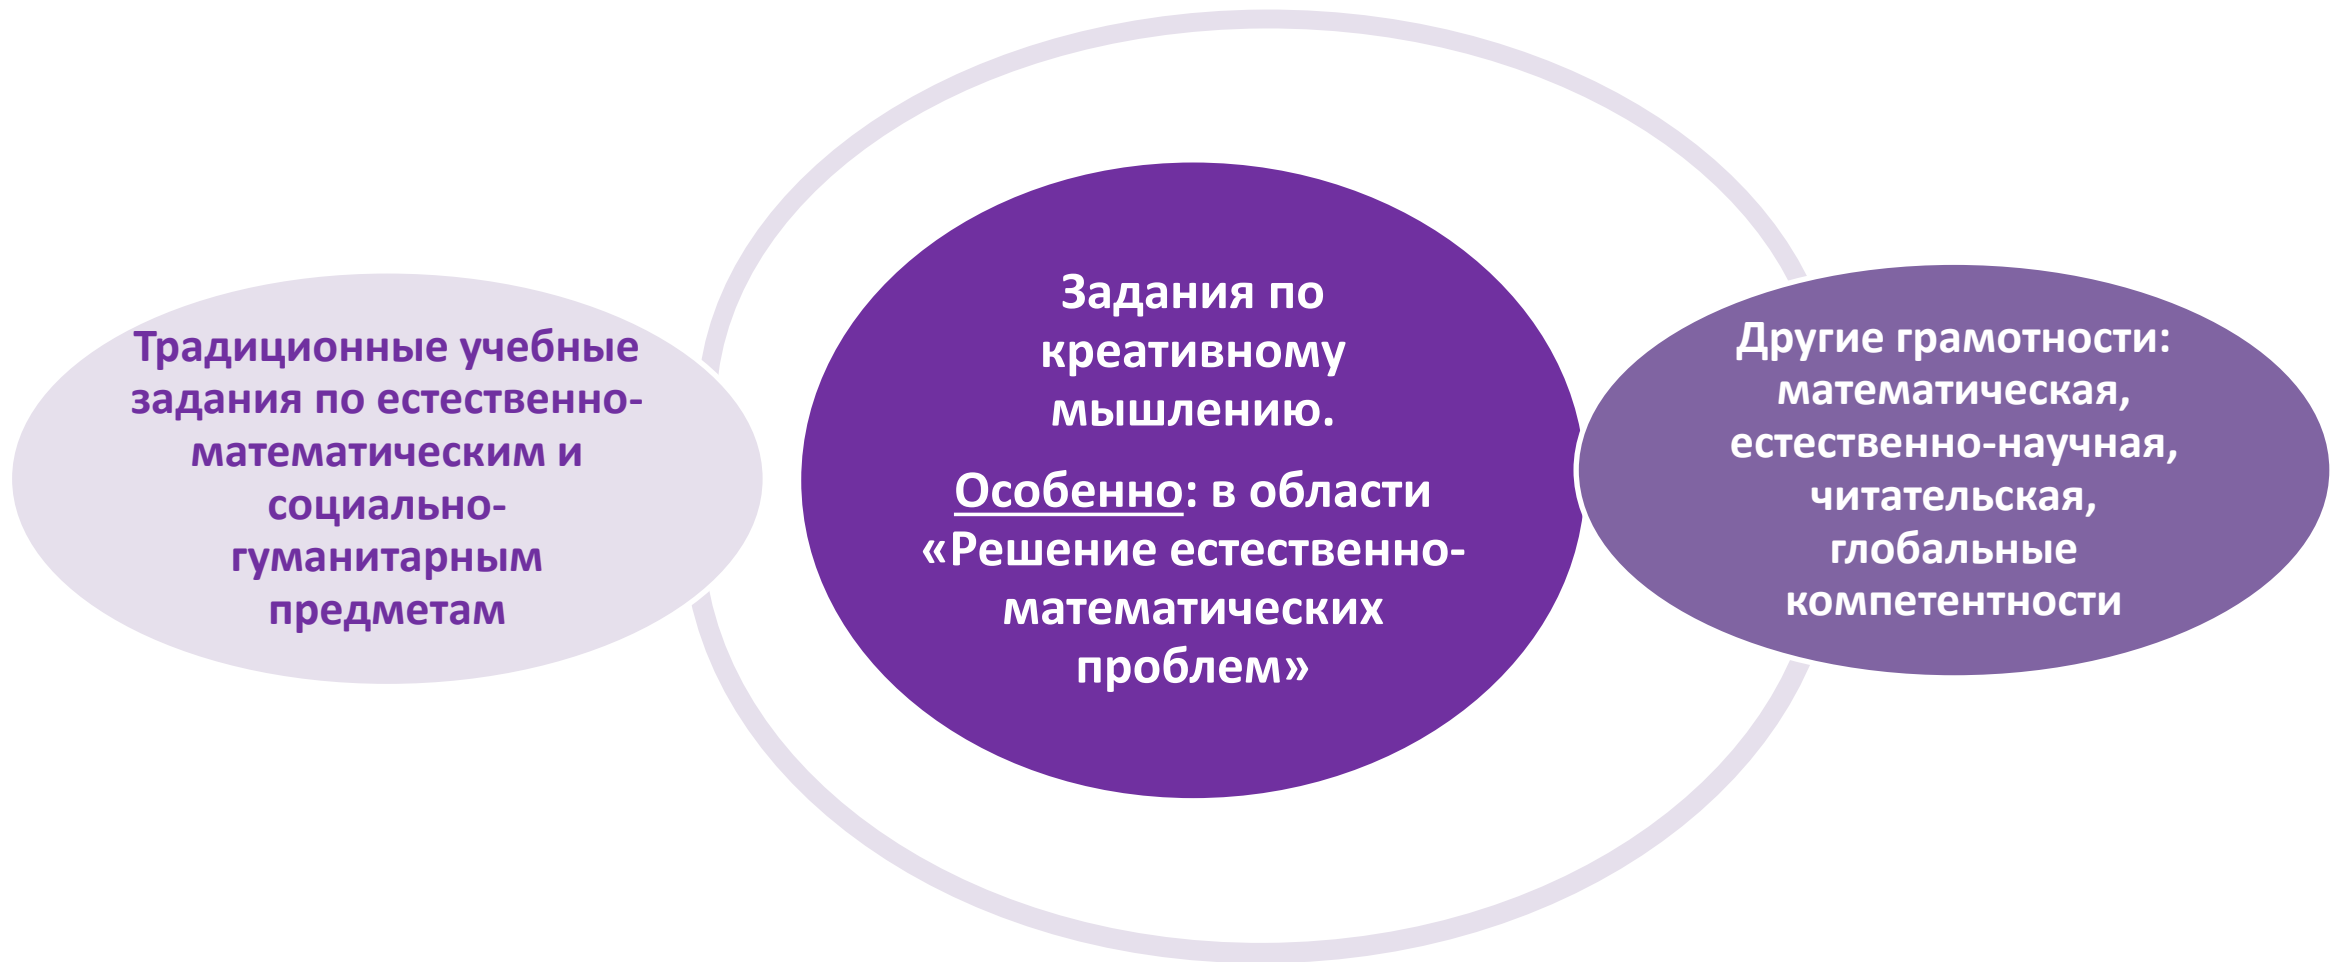 Традиционные учебные
задания по естественно-
математическим и
социально-
гуманитарным
предметам
Задания по
креативному
мышлению.
Особенно: в области
«Решение естественно-
математических
проблем»
Другие грамотности:
математическая,
естественно-научная,
читательская,
глобальные
компетентности